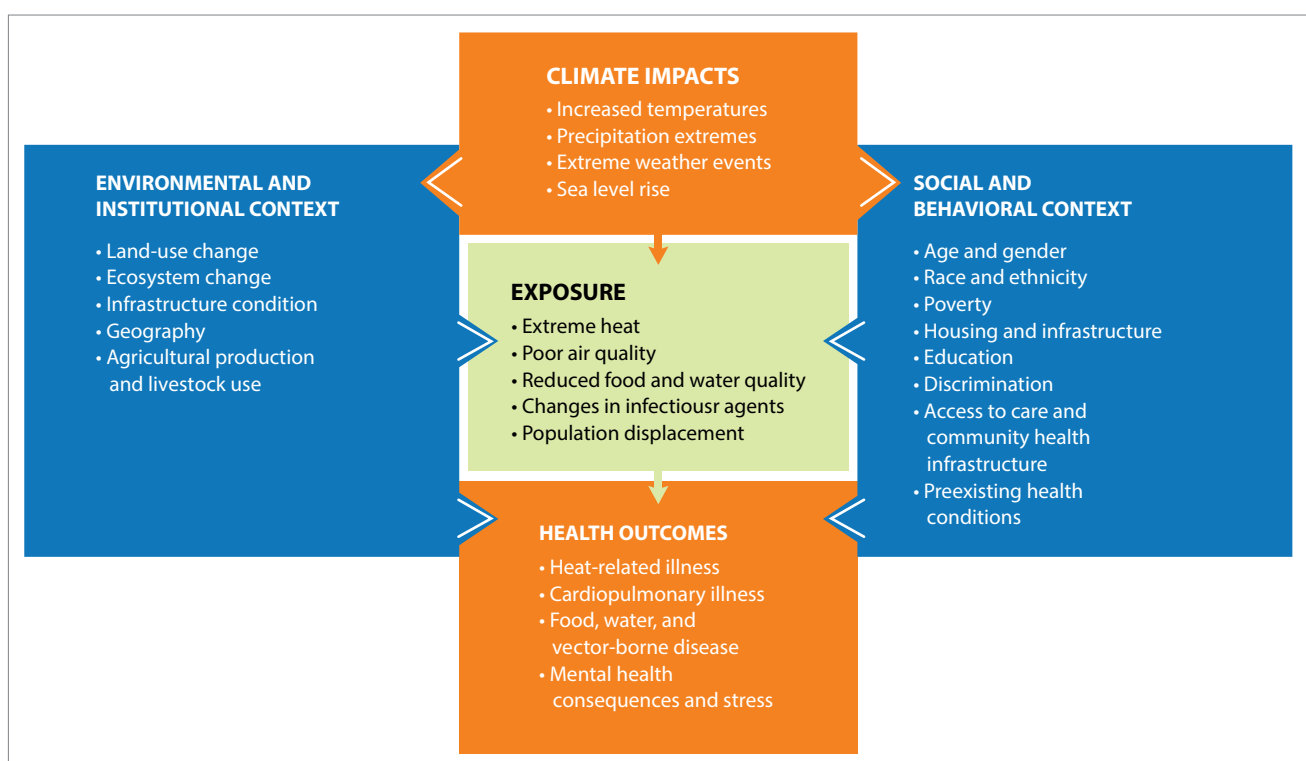 CLIMATE IMPACTS
• Increased temperatures
• Precipitation extremes
• Extreme weather events
• Sea level rise
ENVIRONMENTAL AND
INSTITUTIONAL CONTEXT
• Land-use change
• Ecosystem change
• Infrastructure condition
• Geography
• Agricultural production
and livestock use
EXPOSURE
• Extreme heat
• Poor air quality
• Reduced food and water quality
• Changes in infectiousr agents
• Population displacement
SOCIAL AND
BEHAVIORAL CONTEXT
• Age and gender
• Race and ethnicity
• Poverty
• Housing and infrastructure
• Education
• Discrimination
• Access to care and
community health
infrastructure
• Preexisting health
conditions
HEALTH OUTCOMES
• Heat-related illness
• Cardiopulmonary illness
• Food, water, and
vector-borne disease
• Mental health
consequences and stress